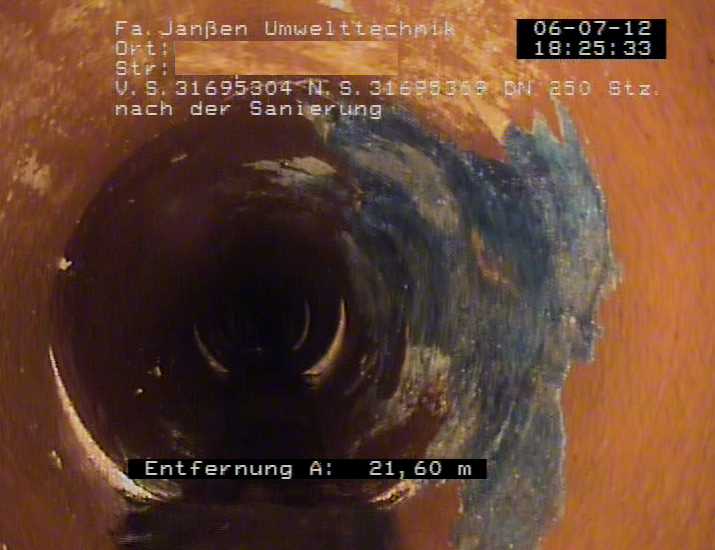 Fa. Janßen Umwelttechnik
06-07-12
Ort:
18:25:33
Str:
V.S.31695304 N.S.31695369 DN 250 Stz.
nach der Sanierung
Entfernung A: 21,60 m